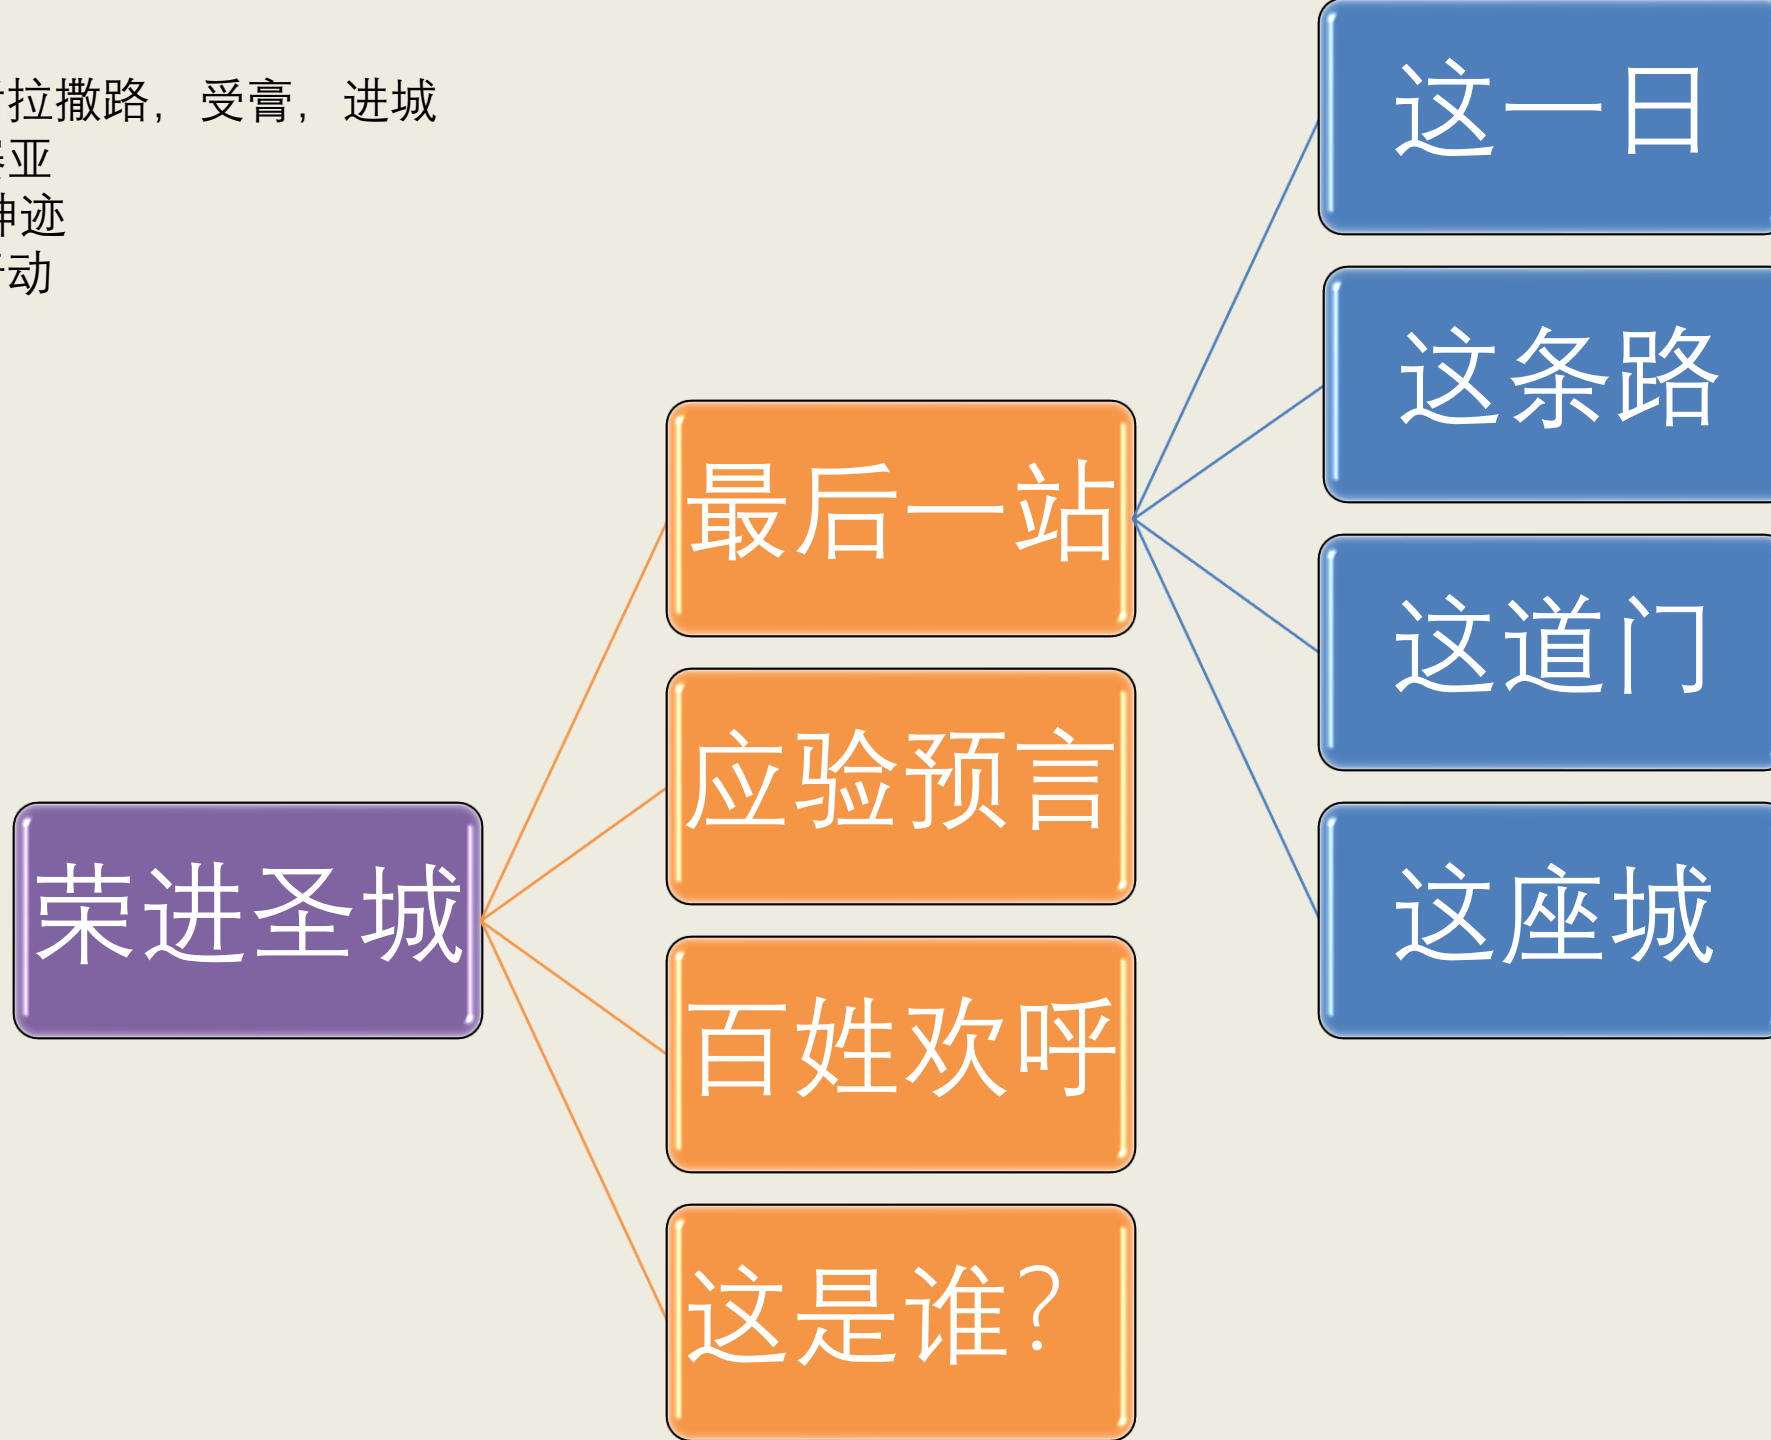 拉撒路，受膏，进城
亚
迹
动
荣进圣城
最后一站
应验预言
百姓欢呼
这是谁？
这一日
这条路
这道门
这座城